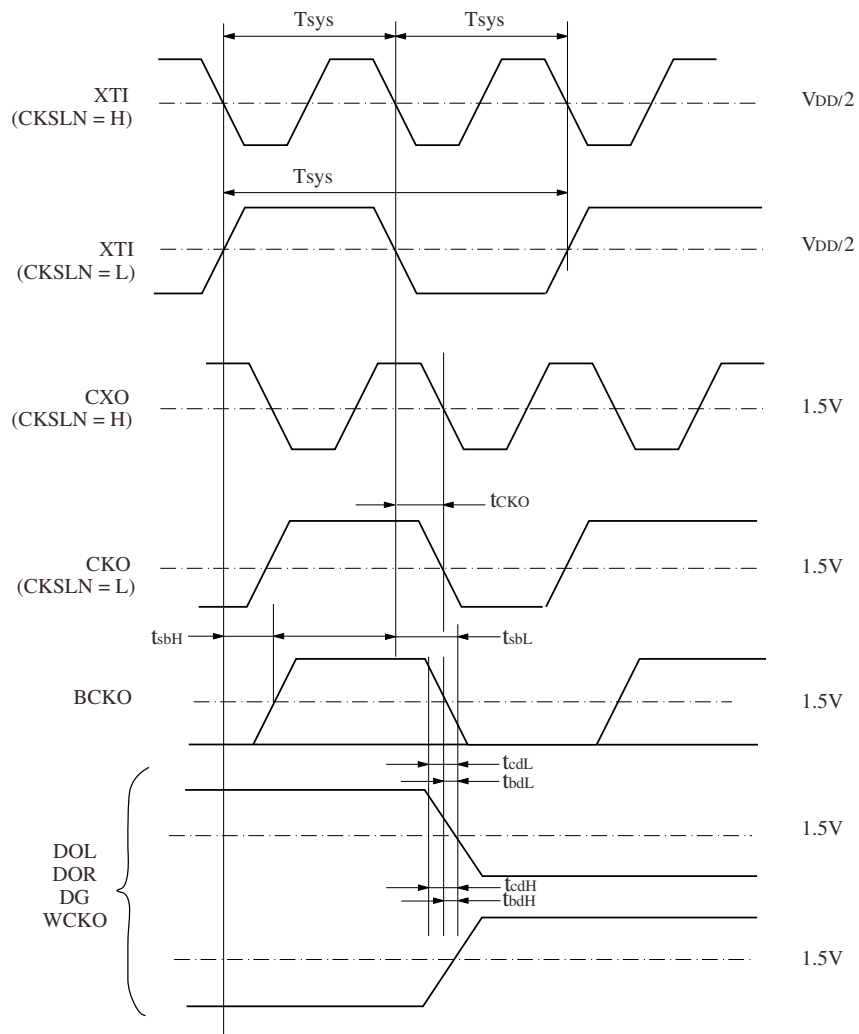 Tsys Tsys
XTI
(CKSLN = H)
VDD/2
Tsys
XTI
(CKSLN = L)
VDD/2
CXO
(CKSLN = H)
1.5V
tCKO
CKO
(CKSLN = L)
1.5V
tsbH tsbL
BCKO
1.5V
tcdL
tbdL
1.5V
DOL
DOR
DG
WCKO
tcdH
tbdH
1.5V